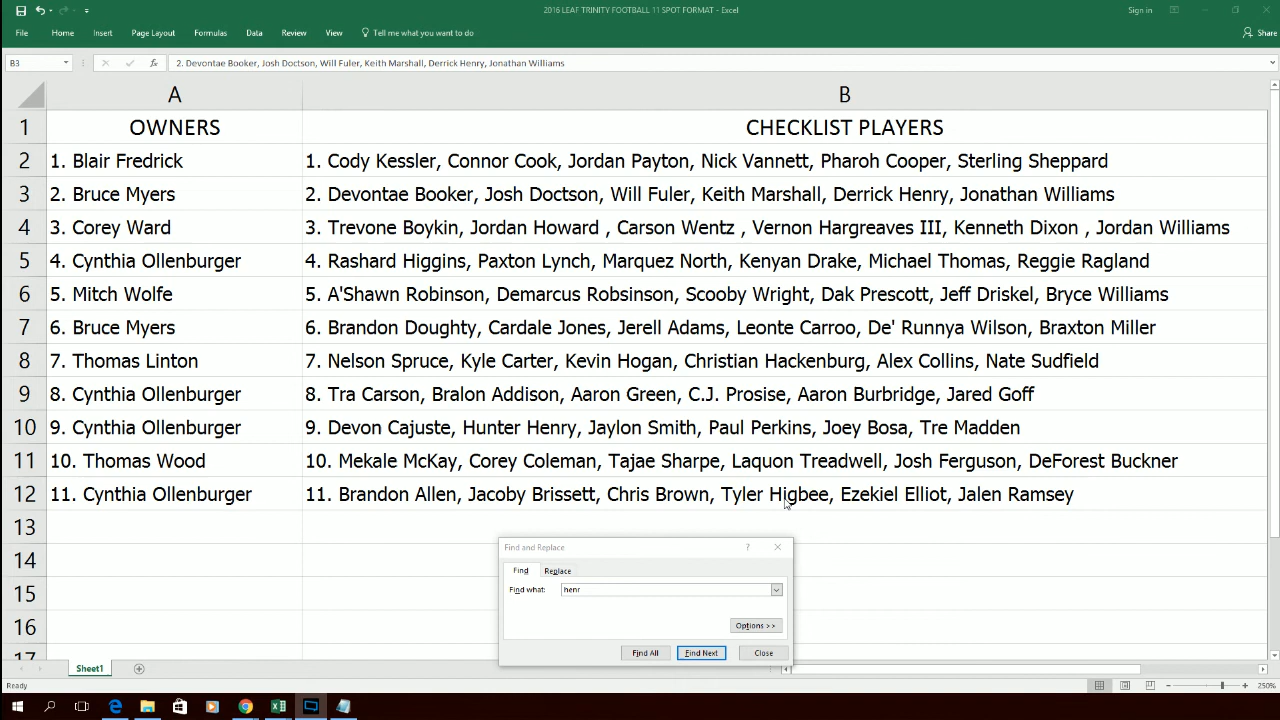 2016 LEAF TRINITY FOOTBALL 11 SPOT FORMAT - Excel
Sign in
File Home Insert Page Layout Formulas Data Review View Tell me what you want to do Share
B3 fx 2. Devontae Booker, Josh Doctson, Will Fuler, Keith Marshall, Derrick Henry, Jonathan Williams
A B
1 OWNERS CHECKLIST PLAYERS
2 1. Blair Fredrick 1. Cody Kessler, Connor Cook, Jordan Payton, Nick Vannett, Pharoh Cooper, Sterling Sheppard
3 2. Bruce Myers 2. Devontae Booker, Josh Doctson, Will Fuler, Keith Marshall, Derrick Henry, Jonathan Williams
4 3. Corey Ward 3. Trevone Boykin, Jordan Howard , Carson Wentz , Vernon Hargreaves III, Kenneth Dixon , Jordan Williams
5 4. Cynthia Ollenburger 4. Rashard Higgins, Paxton Lynch, Marquez North, Kenyan Drake, Michael Thomas, Reggie Ragland
6 5. Mitch Wolfe 5. A'Shawn Robinson, Demarcus Robsinson, Scooby Wright, Dak Prescott, Jeff Driskel, Bryce Williams
7 6. Bruce Myers 6. Brandon Doughty, Cardale Jones, Jerell Adams, Leonte Carroo, De' Runnya Wilson, Braxton Miller
8 7. Thomas Linton 7. Nelson Spruce, Kyle Carter, Kevin Hogan, Christian Hackenburg, Alex Collins, Nate Sudfield
9 8. Cynthia Ollenburger 8. Tra Carson, Bralon Addison, Aaron Green, C.J. Prosise, Aaron Burbridge, Jared Goff
10 9. Cynthia Ollenburger 9. Devon Cajuste, Hunter Henry, Jaylon Smith, Paul Perkins, Joey Bosa, Tre Madden
11 10. Thomas Wood 10. Mekale McKay, Corey Coleman, Tajae Sharpe, Laquon Treadwell, Josh Ferguson, DeForest Buckner
12 11. Cynthia Ollenburger 11. Brandon Allen, Jacoby Brissett, Chris Brown, Tyler Higbee, Ezekiel Elliot, Jalen Ramsey
13
14
15
16
17
Find and Replace ?
Find Replace
Find what: henr
Options >>
Find All Find Next Close
Sheet1
Ready 250%